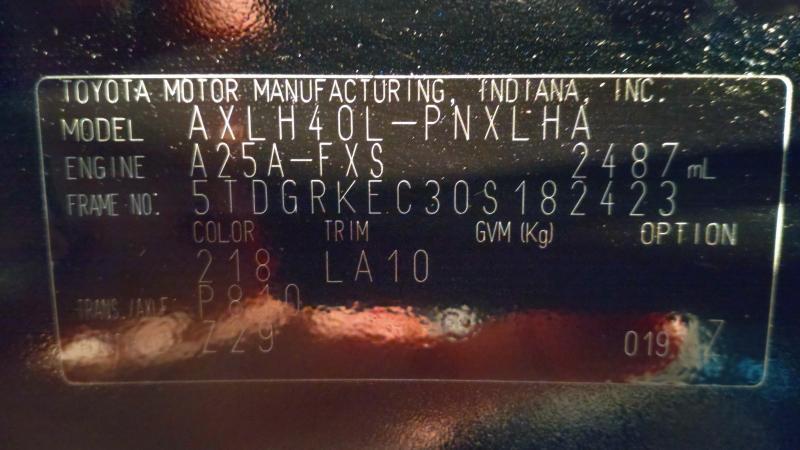 TOYOTA MOTOR MANUFACTURING, INDIANA, INC.
MODEL AXLH40L-PNXLHA
ENGINE A25A-FXS 2487 mL
FRAME NO. 5TDGRKEC30S182423
COLOR TRIM GVM (Kg) OPTION
218 LA10
TRANS./AXLE P810
Z29 019 Z